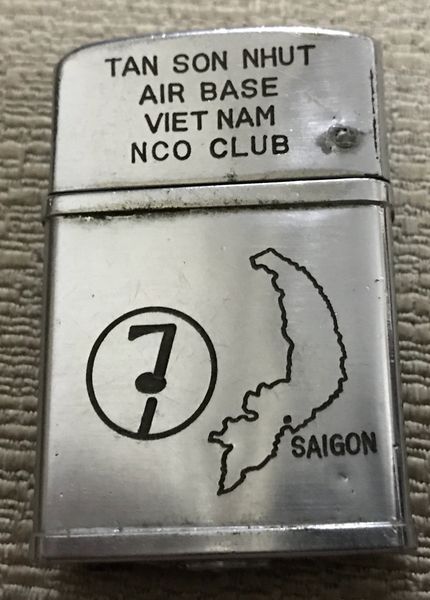 TAN SON NHUT
AIR BASE
VIET NAM
NCO CLUB
7
SAIGON